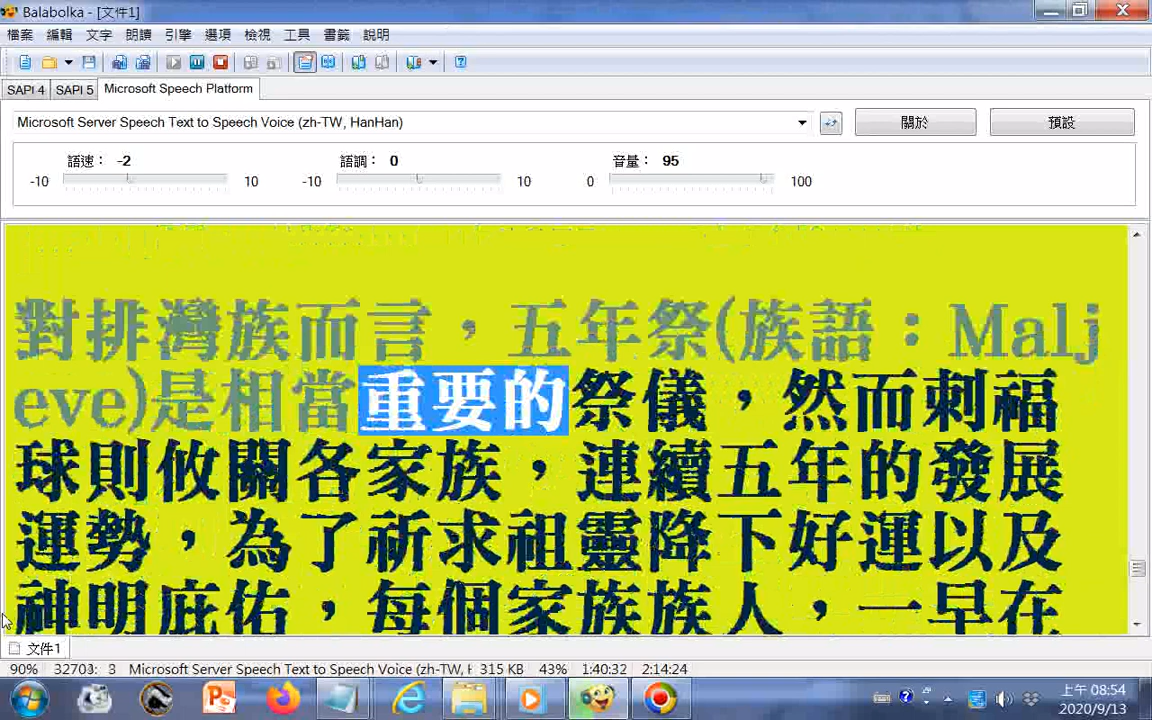 Balabolka - [文件1]
檔案 編輯 文字 朗讀 引擎 選項 檢視 工具 書籤 說明
SAPI 4 SAPI 5 Microsoft Speech Platform
Microsoft Server Speech Text to Speech Voice (zh-TW, HanHan) 關於 預設
語速： -2 語調： 0 音量： 95
-10 10 -10 10 0 100
對排灣族而言，五年祭(族語：Malj
eve)是相當重要的祭儀，然而刺福
球則攸關各家族，連續五年的發展
運勢，為了祈求祖靈降下好運以及
神明庇佑，每個家族族人，一早在
文件1
90% 32703: 3 Microsoft Server Speech Text to Speech Voice (zh-TW, H 315 KB 43% 1:40:32 2:14:24
上午 08:54
2020/9/13